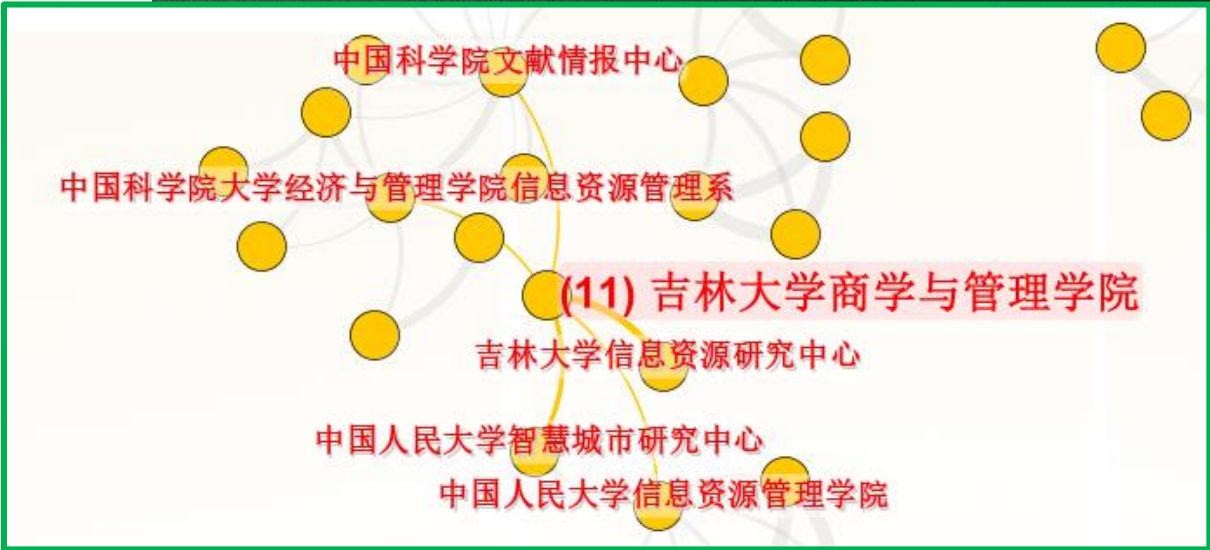 中国科学院文献情报中心
中国科学院大学经济与管理学院信息资源管理系
(11) 吉林大学商学与管理学院
吉林大学信息资源研究中心
中国人民大学智慧城市研究中心
中国人民大学信息资源管理学院